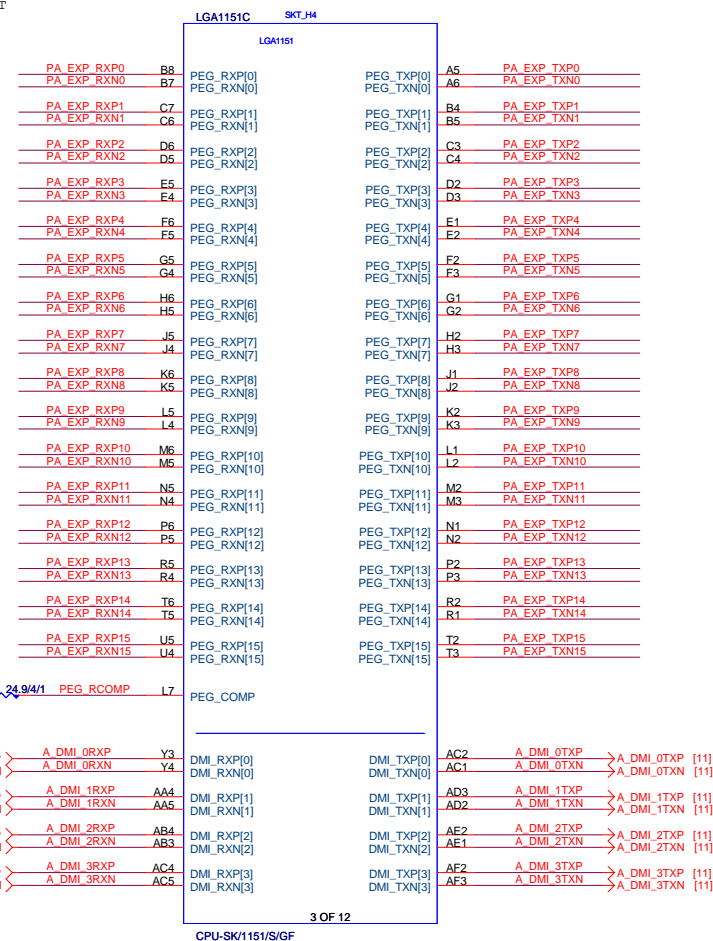 LGA1151C SKT_H4
LGA1151
PA_EXP_RXP0 B8 PEG_RXP[0] PEG_TXP[0] A5 PA_EXP_TXP0
PA_EXP_RXN0 B7 PEG_RXN[0] PEG_TXN[0] A6 PA_EXP_TXN0
PA_EXP_RXP1 C7 PEG_RXP[1] PEG_TXP[1] B4 PA_EXP_TXP1
PA_EXP_RXN1 C6 PEG_RXN[1] PEG_TXN[1] B5 PA_EXP_TXN1
PA_EXP_RXP2 D6 PEG_RXP[2] PEG_TXP[2] C3 PA_EXP_TXP2
PA_EXP_RXN2 D5 PEG_RXN[2] PEG_TXN[2] C4 PA_EXP_TXN2
PA_EXP_RXP3 E5 PEG_RXP[3] PEG_TXP[3] D2 PA_EXP_TXP3
PA_EXP_RXN3 E4 PEG_RXN[3] PEG_TXN[3] D3 PA_EXP_TXN3
PA_EXP_RXP4 F6 PEG_RXP[4] PEG_TXP[4] E1 PA_EXP_TXP4
PA_EXP_RXN4 F5 PEG_RXN[4] PEG_TXN[4] E2 PA_EXP_TXN4
PA_EXP_RXP5 G5 PEG_RXP[5] PEG_TXP[5] F2 PA_EXP_TXP5
PA_EXP_RXN5 G4 PEG_RXN[5] PEG_TXN[5] F3 PA_EXP_TXN5
PA_EXP_RXP6 H6 PEG_RXP[6] PEG_TXP[6] G1 PA_EXP_TXP6
PA_EXP_RXN6 H5 PEG_RXN[6] PEG_TXN[6] G2 PA_EXP_TXN6
PA_EXP_RXP7 J5 PEG_RXP[7] PEG_TXP[7] H2 PA_EXP_TXP7
PA_EXP_RXN7 J4 PEG_RXN[7] PEG_TXN[7] H3 PA_EXP_TXN7
PA_EXP_RXP8 K6 PEG_RXP[8] PEG_TXP[8] J1 PA_EXP_TXP8
PA_EXP_RXN8 K5 PEG_RXN[8] PEG_TXN[8] J2 PA_EXP_TXN8
PA_EXP_RXP9 L5 PEG_RXP[9] PEG_TXP[9] K2 PA_EXP_TXP9
PA_EXP_RXN9 L4 PEG_RXN[9] PEG_TXN[9] K3 PA_EXP_TXN9
PA_EXP_RXP10 M6 PEG_RXP[10] PEG_TXP[10] L1 PA_EXP_TXP10
PA_EXP_RXN10 M5 PEG_RXN[10] PEG_TXN[10] L2 PA_EXP_TXN10
PA_EXP_RXP11 N5 PEG_RXP[11] PEG_TXP[11] M2 PA_EXP_TXP11
PA_EXP_RXN11 N4 PEG_RXN[11] PEG_TXN[11] M3 PA_EXP_TXN11
PA_EXP_RXP12 P6 PEG_RXP[12] PEG_TXP[12] N1 PA_EXP_TXP12
PA_EXP_RXN12 P5 PEG_RXN[12] PEG_TXN[12] N2 PA_EXP_TXN12
PA_EXP_RXP13 R5 PEG_RXP[13] PEG_TXP[13] P2 PA_EXP_TXP13
PA_EXP_RXN13 R4 PEG_RXN[13] PEG_TXN[13] P3 PA_EXP_TXN13
PA_EXP_RXP14 T6 PEG_RXP[14] PEG_TXP[14] R2 PA_EXP_TXP14
PA_EXP_RXN14 T5 PEG_RXN[14] PEG_TXN[14] R1 PA_EXP_TXN14
PA_EXP_RXP15 U5 PEG_RXP[15] PEG_TXP[15] T2 PA_EXP_TXP15
PA_EXP_RXN15 U4 PEG_RXN[15] PEG_TXN[15] T3 PA_EXP_TXN15
24.9/4/1 PEG_RCOMP L7 PEG_COMP
A_DMI_0RXP Y3 DMI_RXP[0] DMI_TXP[0] AC2 A_DMI_0TXP A_DMI_0TXP [11]
A_DMI_0RXN Y4 DMI_RXN[0] DMI_TXN[0] AC1 A_DMI_0TXN A_DMI_0TXN [11]
A_DMI_1RXP AA4 DMI_RXP[1] DMI_TXP[1] AD3 A_DMI_1TXP A_DMI_1TXP [11]
A_DMI_1RXN AA5 DMI_RXN[1] DMI_TXN[1] AD2 A_DMI_1TXN A_DMI_1TXN [11]
A_DMI_2RXP AB4 DMI_RXP[2] DMI_TXP[2] AE2 A_DMI_2TXP A_DMI_2TXP [11]
A_DMI_2RXN AB3 DMI_RXN[2] DMI_TXN[2] AE1 A_DMI_2TXN A_DMI_2TXN [11]
A_DMI_3RXP AC4 DMI_RXP[3] DMI_TXP[3] AF2 A_DMI_3TXP A_DMI_3TXP [11]
A_DMI_3RXN AC5 DMI_RXN[3] DMI_TXN[3] AF3 A_DMI_3TXN A_DMI_3TXN [11]
3 OF 12
CPU-SK/1151/S/GF